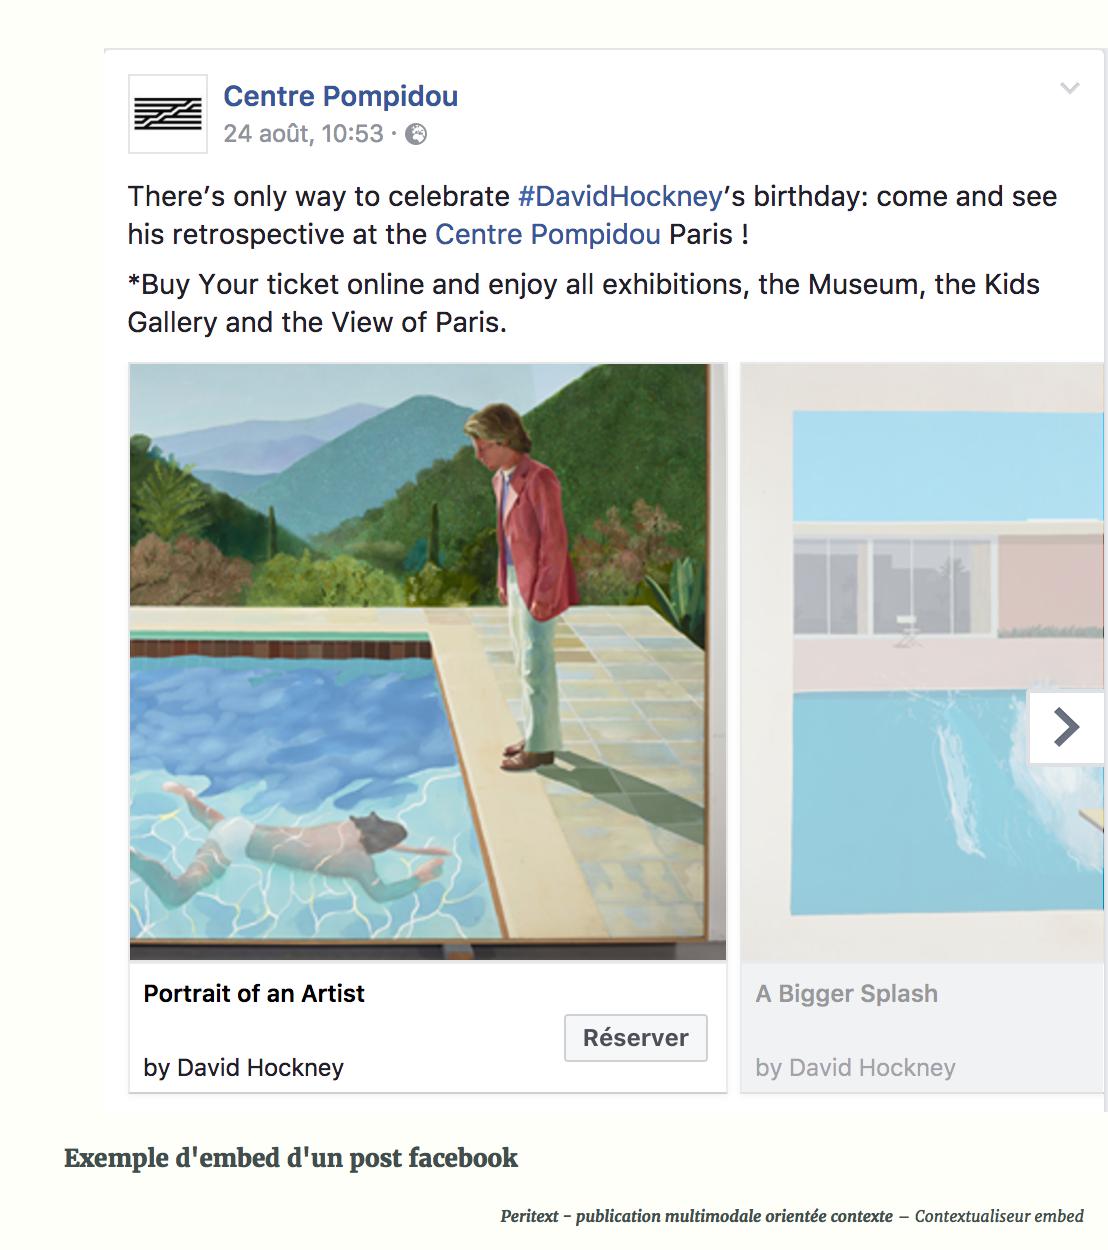 Centre Pompidou
24 août, 10:53 ·
There's only way to celebrate #DavidHockney's birthday: come and see
his retrospective at the Centre Pompidou Paris !
*Buy Your ticket online and enjoy all exhibitions, the Museum, the Kids
Gallery and the View of Paris.
Portrait of an Artist
Réserver
by David Hockney
A Bigger Splash
by David Hockney
Exemple d'embed d'un post facebook
Peritext - publication multimodale orientée contexte – Contextualiseur embed